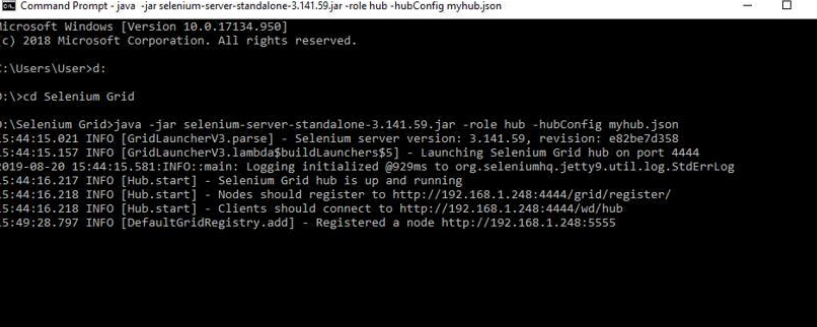 Command Prompt - java -jar selenium-server-standalone-3.141.59.jar -role hub -hubConfig myhub.json
icrosoft Windows [Version 10.0.17134.950]
c) 2018 Microsoft Corporation. All rights reserved.
:\Users\User>d:
:\>cd Selenium Grid
:\Selenium Grid>java -jar selenium-server-standalone-3.141.59.jar -role hub -hubConfig myhub.json
5:44:15.021 INFO [GridLauncherV3.parse] - Selenium server version: 3.141.59, revision: e82be7d358
5:44:15.157 INFO [GridLauncherV3.lambda$buildLaunchers$5] - Launching Selenium Grid hub on port 4444
2019-08-20 15:44:15.581:INFO::main: Logging initialized @929ms to org.seleniumhq.jetty9.util.log.StdErrLog
5:44:16.217 INFO [Hub.start] - Selenium Grid hub is up and running
5:44:16.218 INFO [Hub.start] - Nodes should register to http://192.168.1.248:4444/grid/register/
5:44:16.218 INFO [Hub.start] - Clients should connect to http://192.168.1.248:4444/wd/hub
5:49:28.797 INFO [DefaultGridRegistry.add] - Registered a node http://192.168.1.248:5555